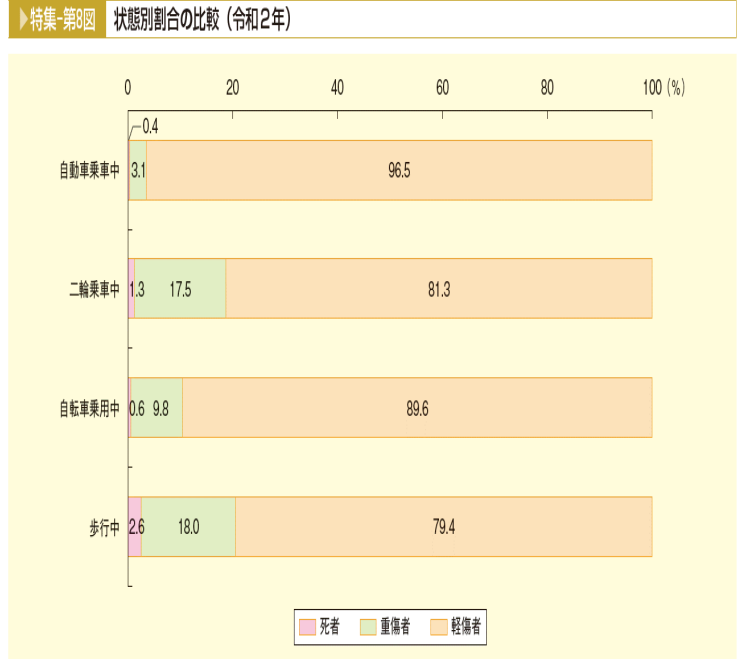 ▶特集-第8図 状態別割合の比較（令和２年）
0 20 40 60 80 100（%）
0.4
自動車乗車中 3.1 96.5
二輪乗車中 1.3 17.5 81.3
自転車乗用中 0.6 9.8 89.6
歩行中 2.6 18.0 79.4
死者 重傷者 軽傷者